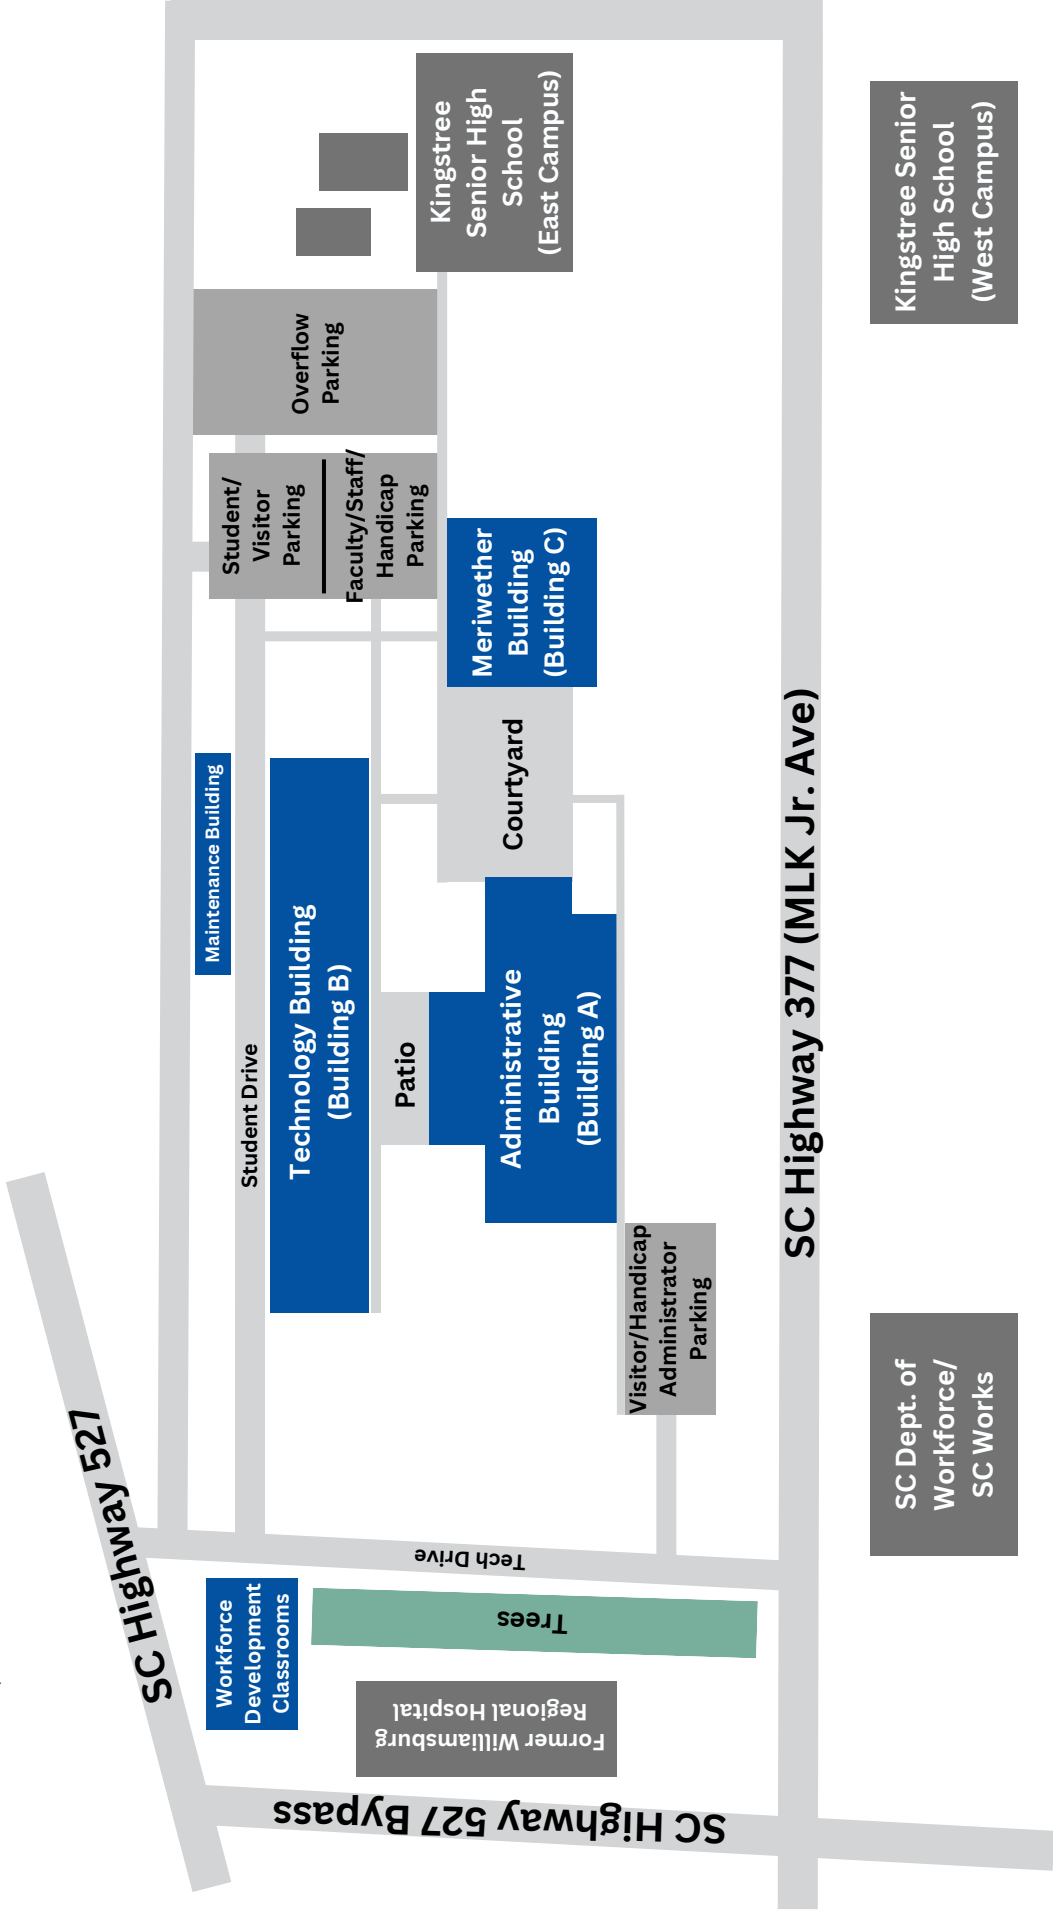 Kingstree
Senior High
School
(East Campus)
Kingstree Senior
High School
(West Campus)
Overflow
Parking
Student/
Visitor
Parking
Faculty/Staff/
Handicap
Parking
Meriwether
Building
(Building C)
Courtyard
Maintenance Building
Technology Building
(Building B)
Student Drive
Patio
Administrative
Building
(Building A)
SC Highway 377 (MLK Jr. Ave)
Visitor/Handicap
Administrator
Parking
SC Dept. of
Workforce/
SC Works
SC Highway 527
Tech Drive
Workforce
Development
Classrooms
Trees
Former Williamsburg
Regional Hospital
SC Highway 527 Bypass